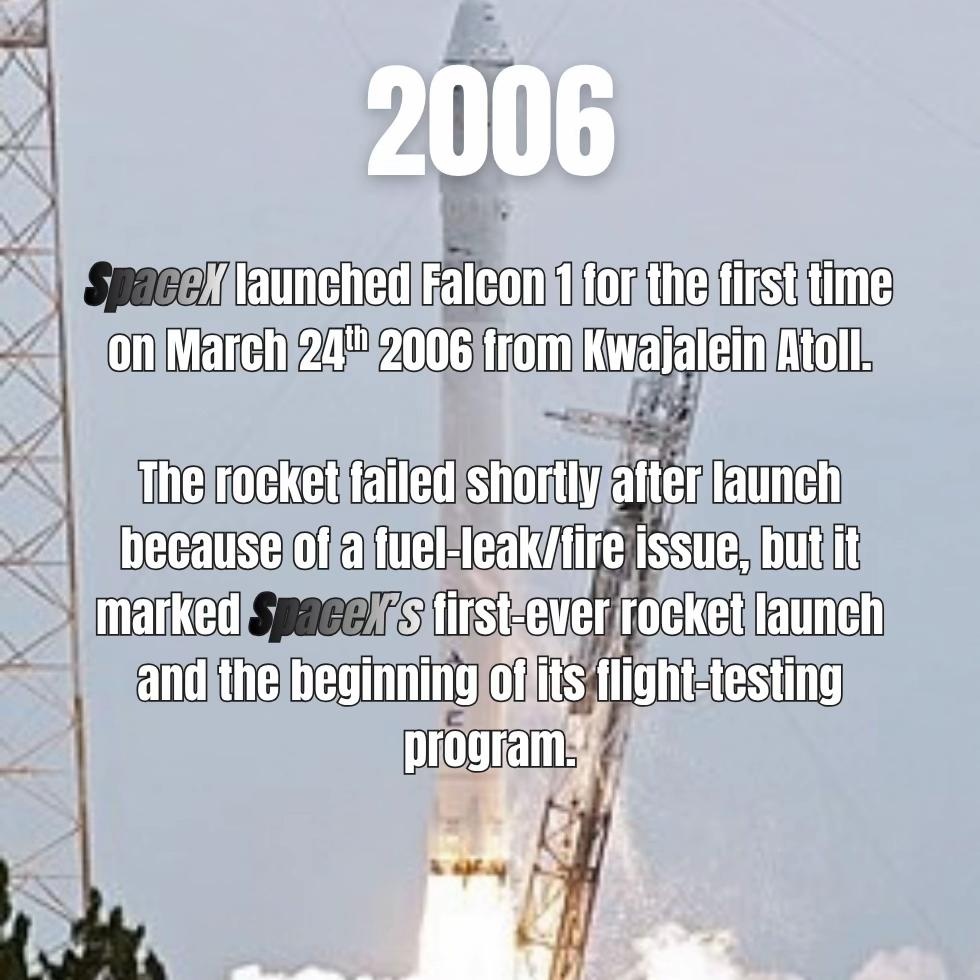 2006
SpaceX launched Falcon 1 for the first time
on March 24th 2006 from Kwajalein Atoll.
The rocket failed shortly after launch
because of a fuel-leak/fire issue, but it
marked SpaceX's first-ever rocket launch
and the beginning of its flight-testing
program.